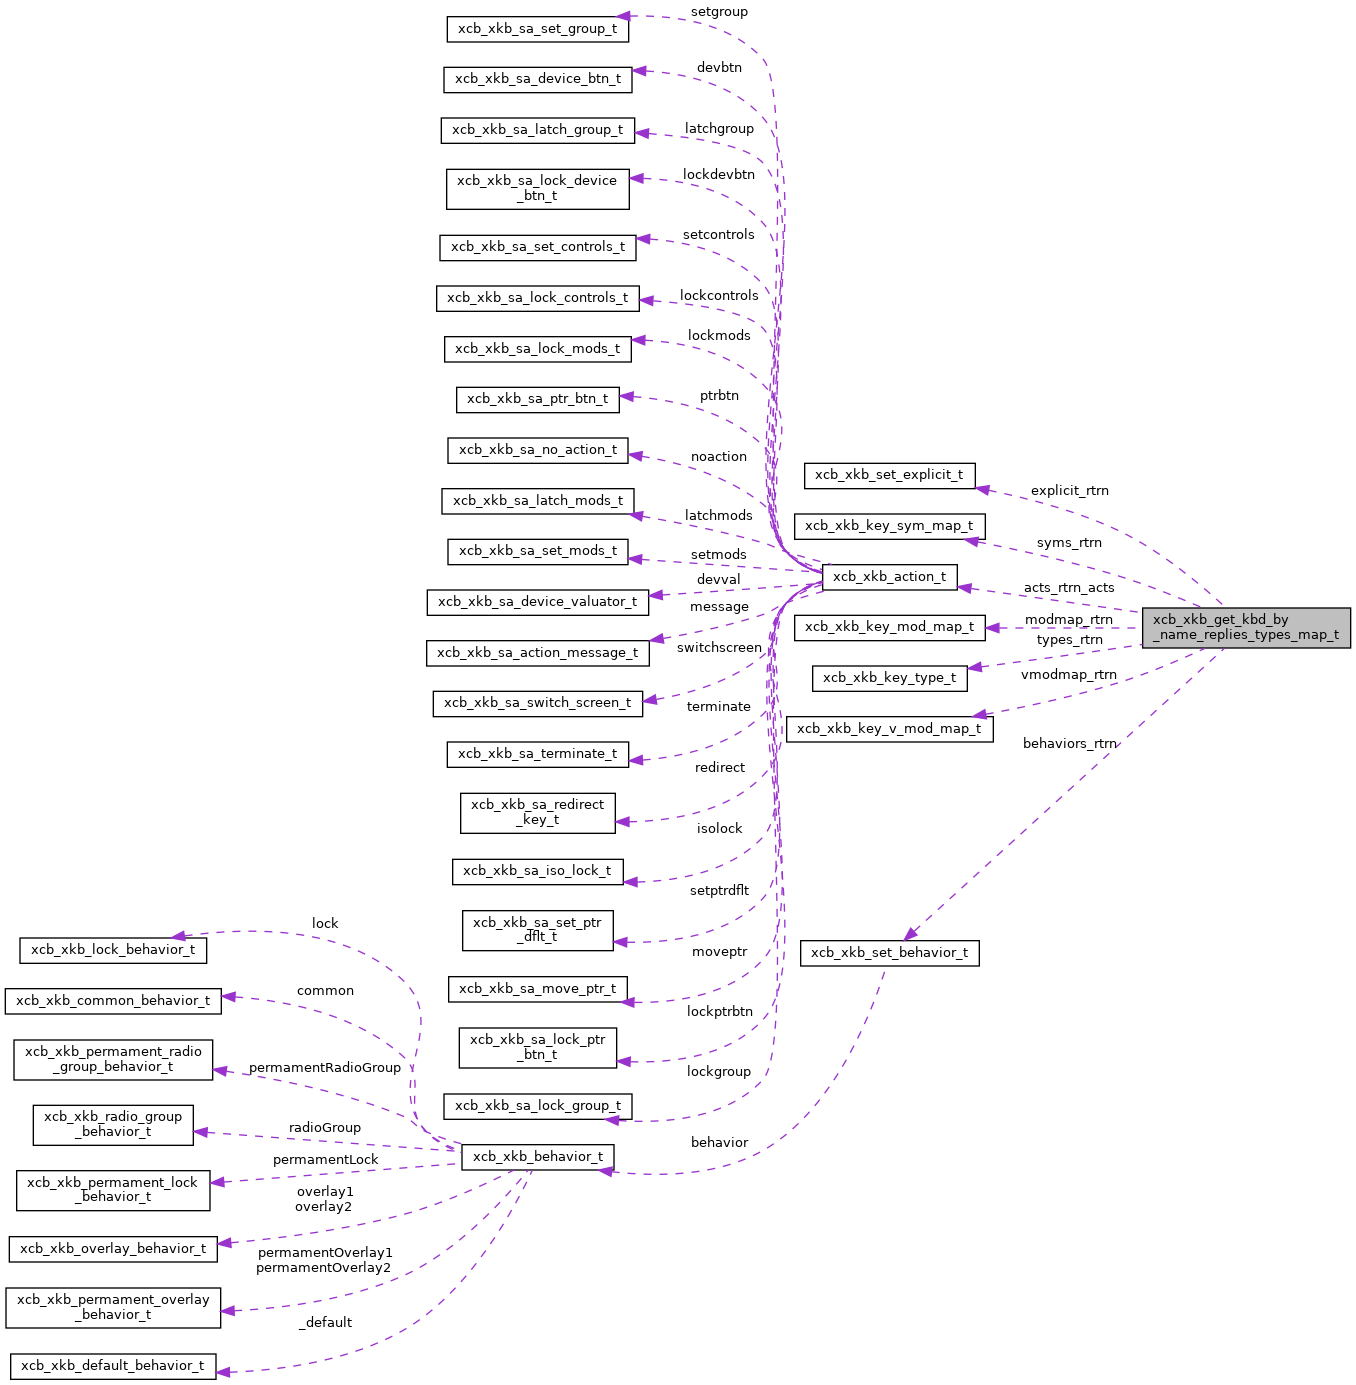 setgroup
xcb_xkb_sa_set_group_t
devbtn
xcb_xkb_sa_device_btn_t
latchgroup
xcb_xkb_sa_latch_group_t
lockdevbtn
xcb_xkb_sa_lock_device
_btn_t
setcontrols
xcb_xkb_sa_set_controls_t
lockcontrols
xcb_xkb_sa_lock_controls_t
lockmods
xcb_xkb_sa_lock_mods_t
ptrbtn
xcb_xkb_sa_ptr_btn_t
noaction
xcb_xkb_sa_no_action_t
latchmods
xcb_xkb_sa_latch_mods_t
setmods
xcb_xkb_sa_set_mods_t
devval
xcb_xkb_sa_device_valuator_t
message
xcb_xkb_sa_action_message_t
switchscreen
xcb_xkb_sa_switch_screen_t
terminate
xcb_xkb_sa_terminate_t
redirect
xcb_xkb_sa_redirect
_key_t
isolock
xcb_xkb_sa_iso_lock_t
setptrdflt
xcb_xkb_sa_set_ptr
_dflt_t
moveptr
xcb_xkb_sa_move_ptr_t
lockptrbtn
xcb_xkb_sa_lock_ptr
_btn_t
lockgroup
xcb_xkb_sa_lock_group_t
xcb_xkb_set_explicit_t
explicit_rtrn
xcb_xkb_key_sym_map_t
syms_rtrn
xcb_xkb_action_t
acts_rtrn_acts
xcb_xkb_key_mod_map_t
modmap_rtrn
xcb_xkb_key_type_t
types_rtrn
xcb_xkb_key_v_mod_map_t
vmodmap_rtrn
behaviors_rtrn
xcb_xkb_get_kbd_by
_name_replies_types_map_t
xcb_xkb_set_behavior_t
behavior
xcb_xkb_behavior_t
lock
xcb_xkb_lock_behavior_t
common
xcb_xkb_common_behavior_t
permamentRadioGroup
xcb_xkb_permament_radio
_group_behavior_t
radioGroup
xcb_xkb_radio_group
_behavior_t
permamentLock
xcb_xkb_permament_lock
_behavior_t
overlay1
overlay2
xcb_xkb_overlay_behavior_t
permamentOverlay1
permamentOverlay2
xcb_xkb_permament_overlay
_behavior_t
_default
xcb_xkb_default_behavior_t